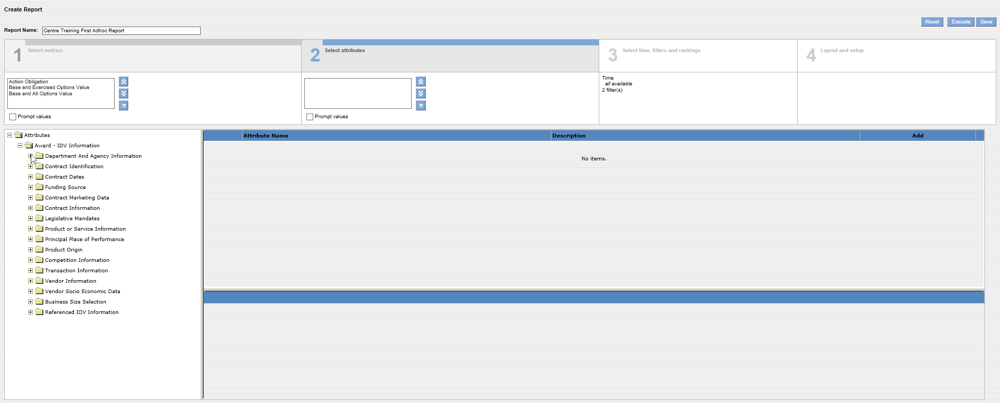 Create Report
Reset Execute Save
Report Name: Centre Training First Adhoc Report
1 Select metrics
2 Select attributes
3 Select time, filters and rankings
4 Layout and setup
Action Obligation
Base and Exercised Options Value
Base and All Options Value
Prompt values
Prompt values
Time
all available
2 filter(s)
Attributes
Award - IDV Information
Department And Agency Information
Contract Identification
Contract Dates
Funding Source
Contract Marketing Data
Contract Information
Legislative Mandates
Product or Service Information
Principal Place of Performance
Product Origin
Competition Information
Transaction Information
Vendor Information
Vendor Socio Economic Data
Business Size Selection
Referenced IDV Information
Attribute Name Description Add
No items.